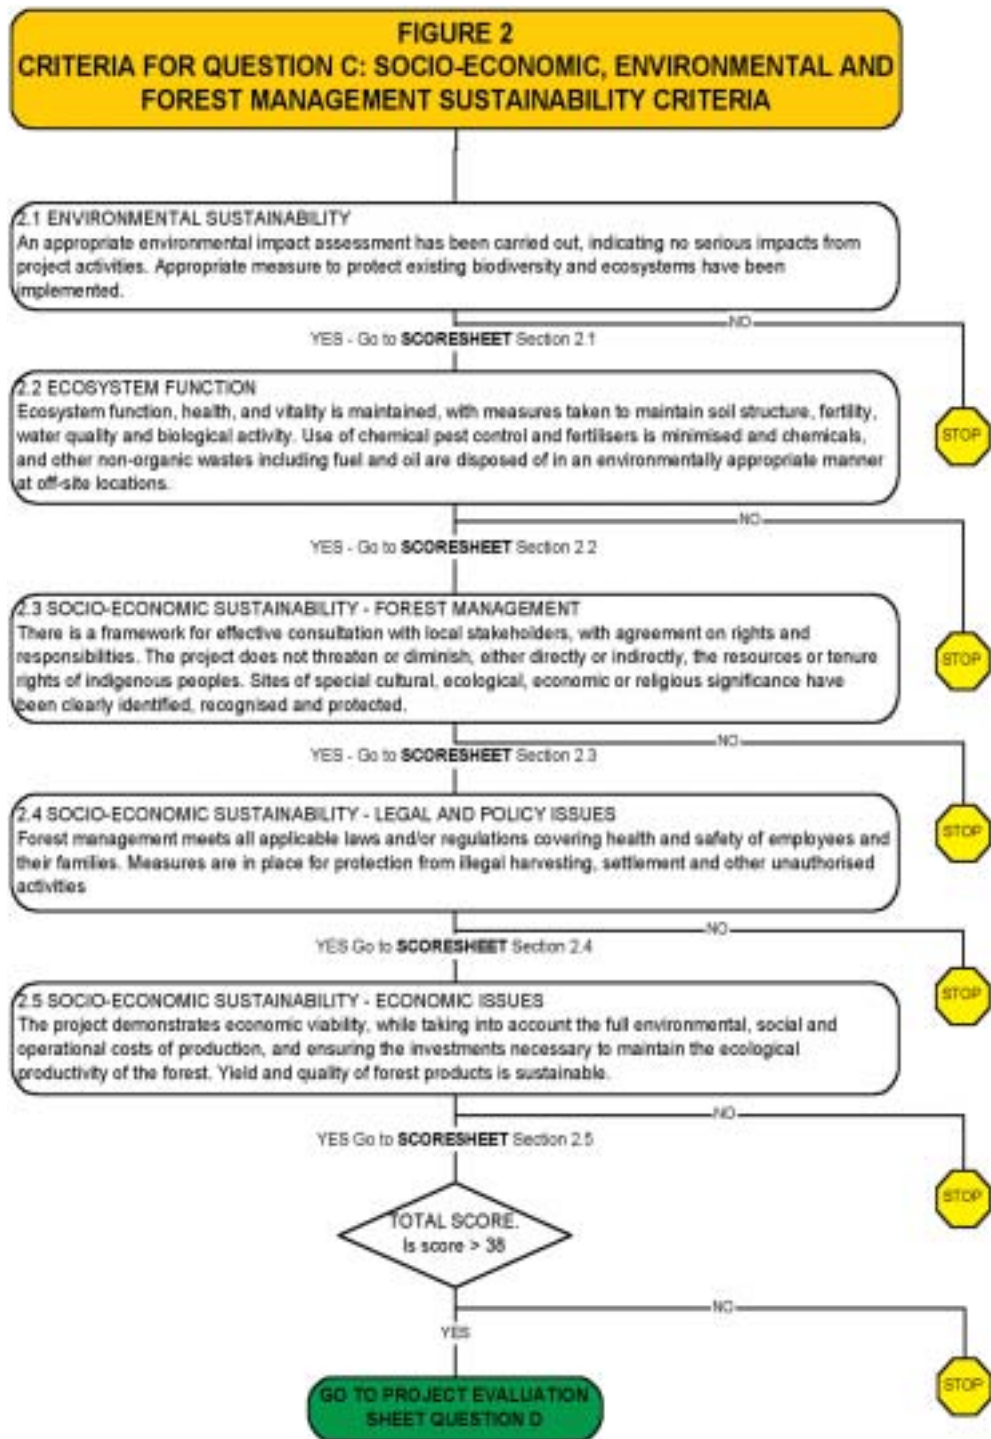 FIGURE 2
CRITERIA FOR QUESTION C: SOCIO-ECONOMIC, ENVIRONMENTAL AND
FOREST MANAGEMENT SUSTAINABILITY CRITERIA
2.1 ENVIRONMENTAL SUSTAINABILITY
An appropriate environmental impact assessment has been carried out, indicating no serious impacts from
project activities. Appropriate measure to protect existing biodiversity and ecosystems have been
implemented.
NO
YES - Go to SCORESHEET Section 2.1
STOP
2.2 ECOSYSTEM FUNCTION
Ecosystem function, health, and vitality is maintained, with measures taken to maintain soil structure, fertility,
water quality and biological activity. Use of chemical pest control and fertilisers is minimised and chemicals,
and other non-organic wastes including fuel and oil are disposed of in an environmentally appropriate manner
at off-site locations.
NO
YES - Go to SCORESHEET Section 2.2
STOP
2.3 SOCIO-ECONOMIC SUSTAINABILITY - FOREST MANAGEMENT
There is a framework for effective consultation with local stakeholders, with agreement on rights and
responsibilities. The project does not threaten or diminish, either directly or indirectly, the resources or tenure
rights of indigenous peoples. Sites of special cultural, ecological, economic or religious significance have
been clearly identified, recognised and protected.
NO
YES - Go to SCORESHEET Section 2.3
STOP
2.4 SOCIO-ECONOMIC SUSTAINABILITY - LEGAL AND POLICY ISSUES
Forest management meets all applicable laws and/or regulations covering health and safety of employees and
their families. Measures are in place for protection from illegal harvesting, settlement and other unauthorised
activities
NO
YES Go to SCORESHEET Section 2.4
STOP
2.5 SOCIO-ECONOMIC SUSTAINABILITY - ECONOMIC ISSUES
The project demonstrates economic viability, while taking into account the full environmental, social and
operational costs of production, and ensuring the investments necessary to maintain the ecological
productivity of the forest. Yield and quality of forest products is sustainable.
NO
YES Go to SCORESHEET Section 2.5
STOP
TOTAL SCORE.
Is score > 38
NO
YES
STOP
GO TO PROJECT EVALUATION
SHEET QUESTION D